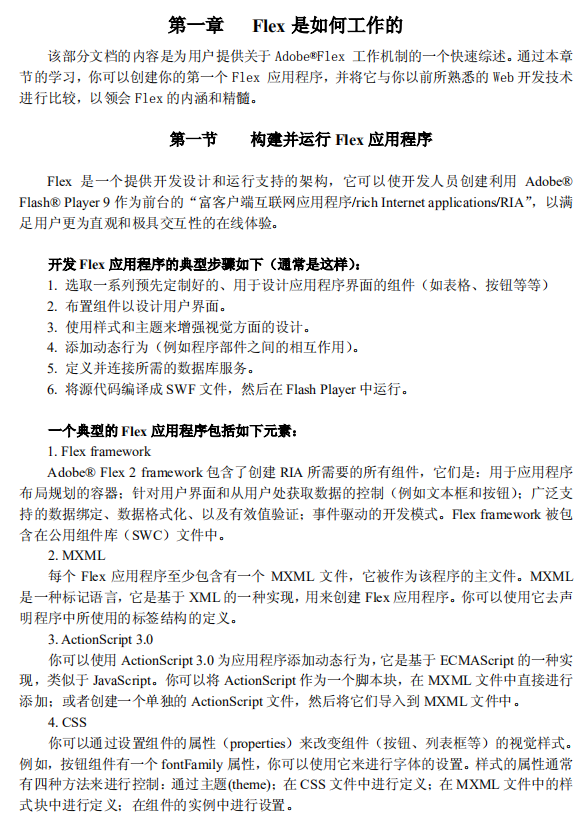 第一章 Flex 是如何工作的
该部分文档的内容是为用户提供关于 Adobe®Flex 工作机制的一个快速综述。通过本章
节的学习，你可以创建你的第一个 Flex 应用程序，并将它与你以前所熟悉的 Web 开发技术
进行比较，以领会 Flex 的内涵和精髓。
第一节 构建并运行 Flex 应用程序
Flex 是一个提供开发设计和运行支持的架构，它可以使开发人员创建利用 Adobe®
Flash® Player 9 作为前台的“富客户端互联网应用程序/rich Internet applications/RIA”，以满
足用户更为直观和极具交互性的在线体验。
开发 Flex 应用程序的典型步骤如下（通常是这样）：
1. 选取一系列预先定制好的、用于设计应用程序界面的组件（如表格、按钮等等）
2. 布置组件以设计用户界面。
3. 使用样式和主题来增强视觉方面的设计。
4. 添加动态行为（例如程序部件之间的相互作用）。
5. 定义并连接所需的数据库服务。
6. 将源代码编译成 SWF 文件，然后在 Flash Player 中运行。
一个典型的 Flex 应用程序包括如下元素：
1. Flex framework
Adobe® Flex 2 framework 包含了创建 RIA 所需要的所有组件，它们是：用于应用程序
布局规划的容器；针对用户界面和从用户处获取数据的控制（例如文本框和按钮）；广泛支
持的数据绑定、数据格式化、以及有效值验证；事件驱动的开发模式。Flex framework 被包
含在公用组件库（SWC）文件中。
2. MXML
每个 Flex 应用程序至少包含有一个 MXML 文件，它被作为该程序的主文件。MXML
是一种标记语言，它是基于 XML 的一种实现，用来创建 Flex 应用程序。你可以使用它去声
明程序中所使用的标签结构的定义。
3. ActionScript 3.0
你可以使用 ActionScript 3.0 为应用程序添加动态行为，它是基于 ECMAScript 的一种实
现，类似于 JavaScript。你可以将 ActionScript 作为一个脚本块，在 MXML 文件中直接进行
添加；或者创建一个单独的 ActionScript 文件，然后将它们导入到 MXML 文件中。
4. CSS
你可以通过设置组件的属性（properties）来改变组件（按钮、列表框等）的视觉样式。
例如，按钮组件有一个 fontFamily 属性，你可以使用它来进行字体的设置。样式的属性通常
有四种方法来进行控制：通过主题(theme)；在 CSS 文件中进行定义；在 MXML 文件中的样
式块中进行定义；在组件的实例中进行设置。